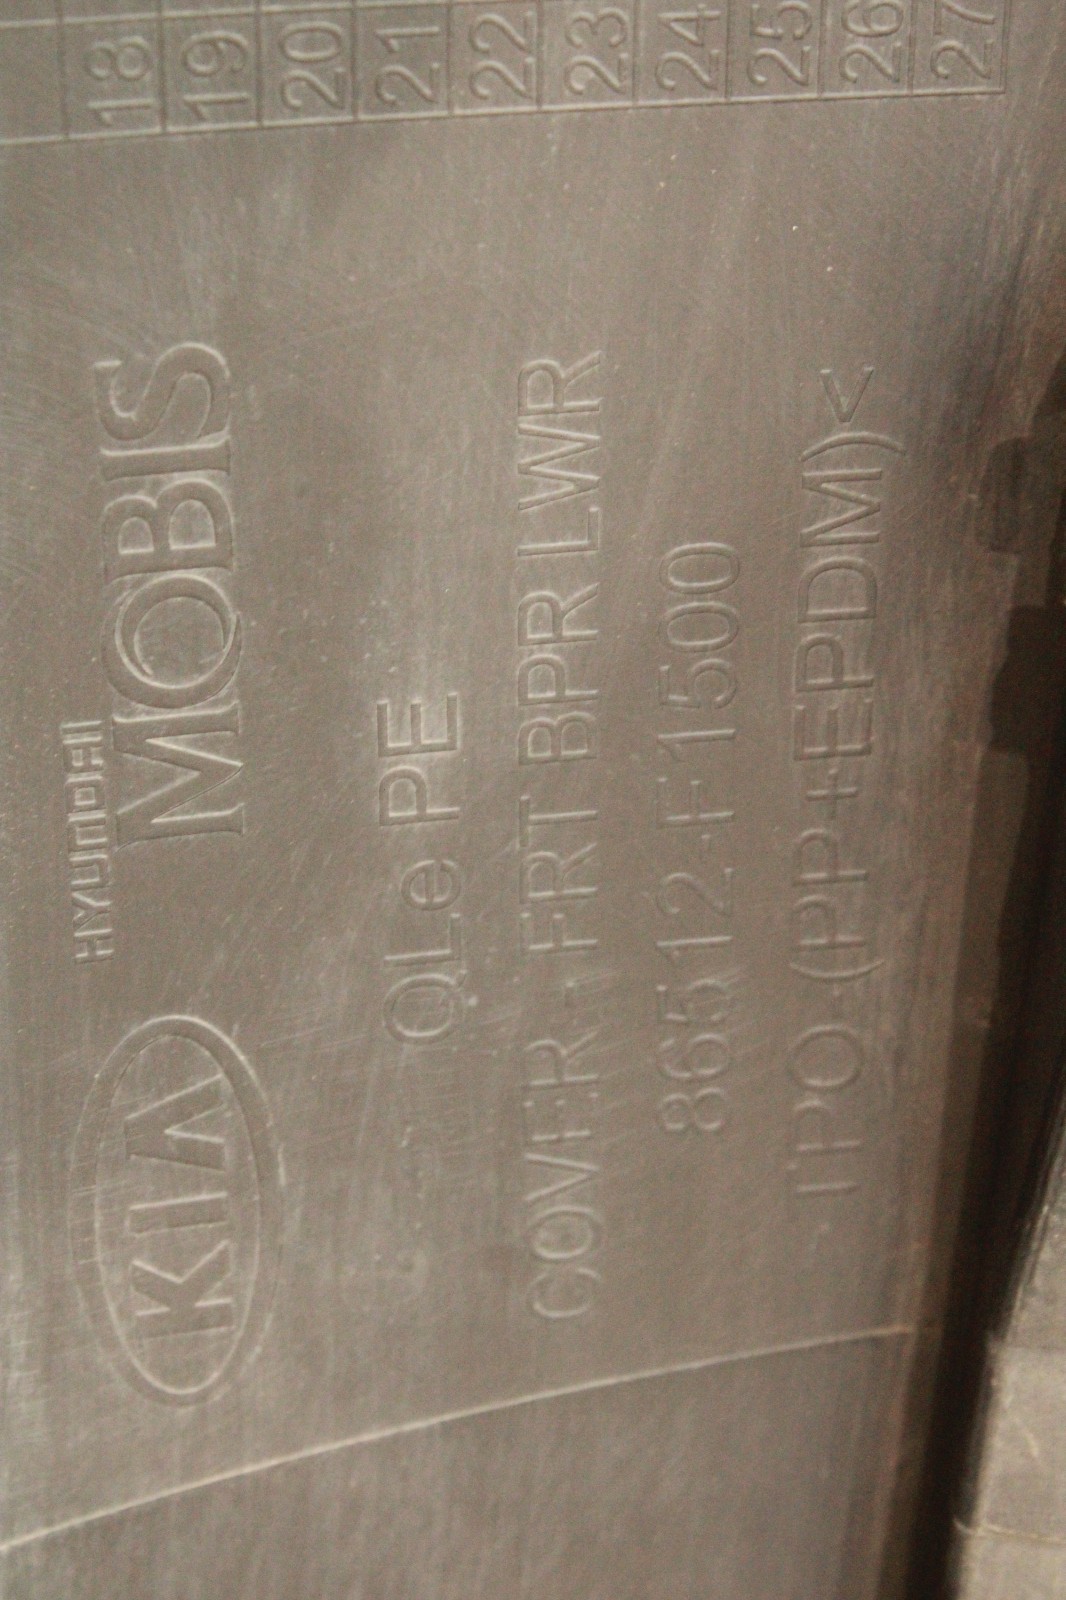 18 19 20 21 22 23 24 25 26 27
KIA HYUNDAI MOBIS
QLe PE
COVER-FRT BPR LWR
86512-F1500
TPO-(PP+EPDM)<